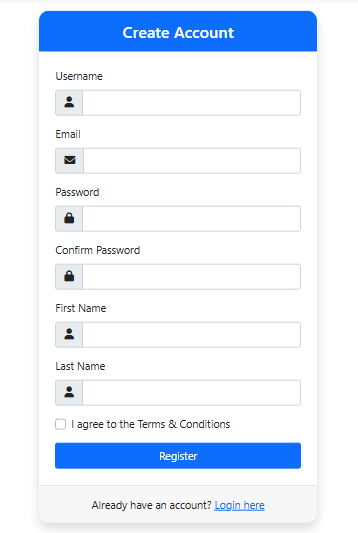 Create Account
Username
Email
Password
Confirm Password
First Name
Last Name
I agree to the Terms & Conditions
Register
Already have an account? Login here